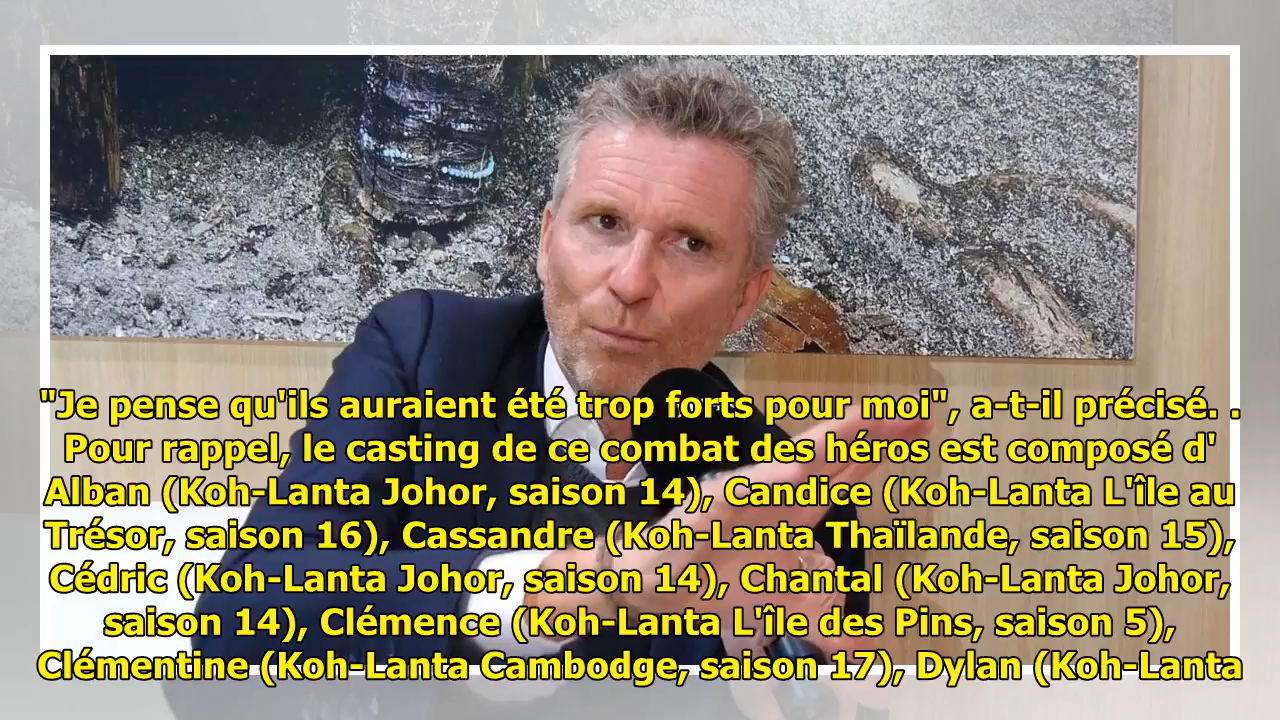 "Je pense qu'ils auraient été trop forts pour moi", a-t-il précisé. .
Pour rappel, le casting de ce combat des héros est composé d'
Alban (Koh-Lanta Johor, saison 14), Candice (Koh-Lanta L'île au
Trésor, saison 16), Cassandre (Koh-Lanta Thaïlande, saison 15),
Cédric (Koh-Lanta Johor, saison 14), Chantal (Koh-Lanta Johor,
saison 14), Clémence (Koh-Lanta L'île des Pins, saison 5),
Clémentine (Koh-Lanta Cambodge, saison 17), Dylan (Koh-Lanta